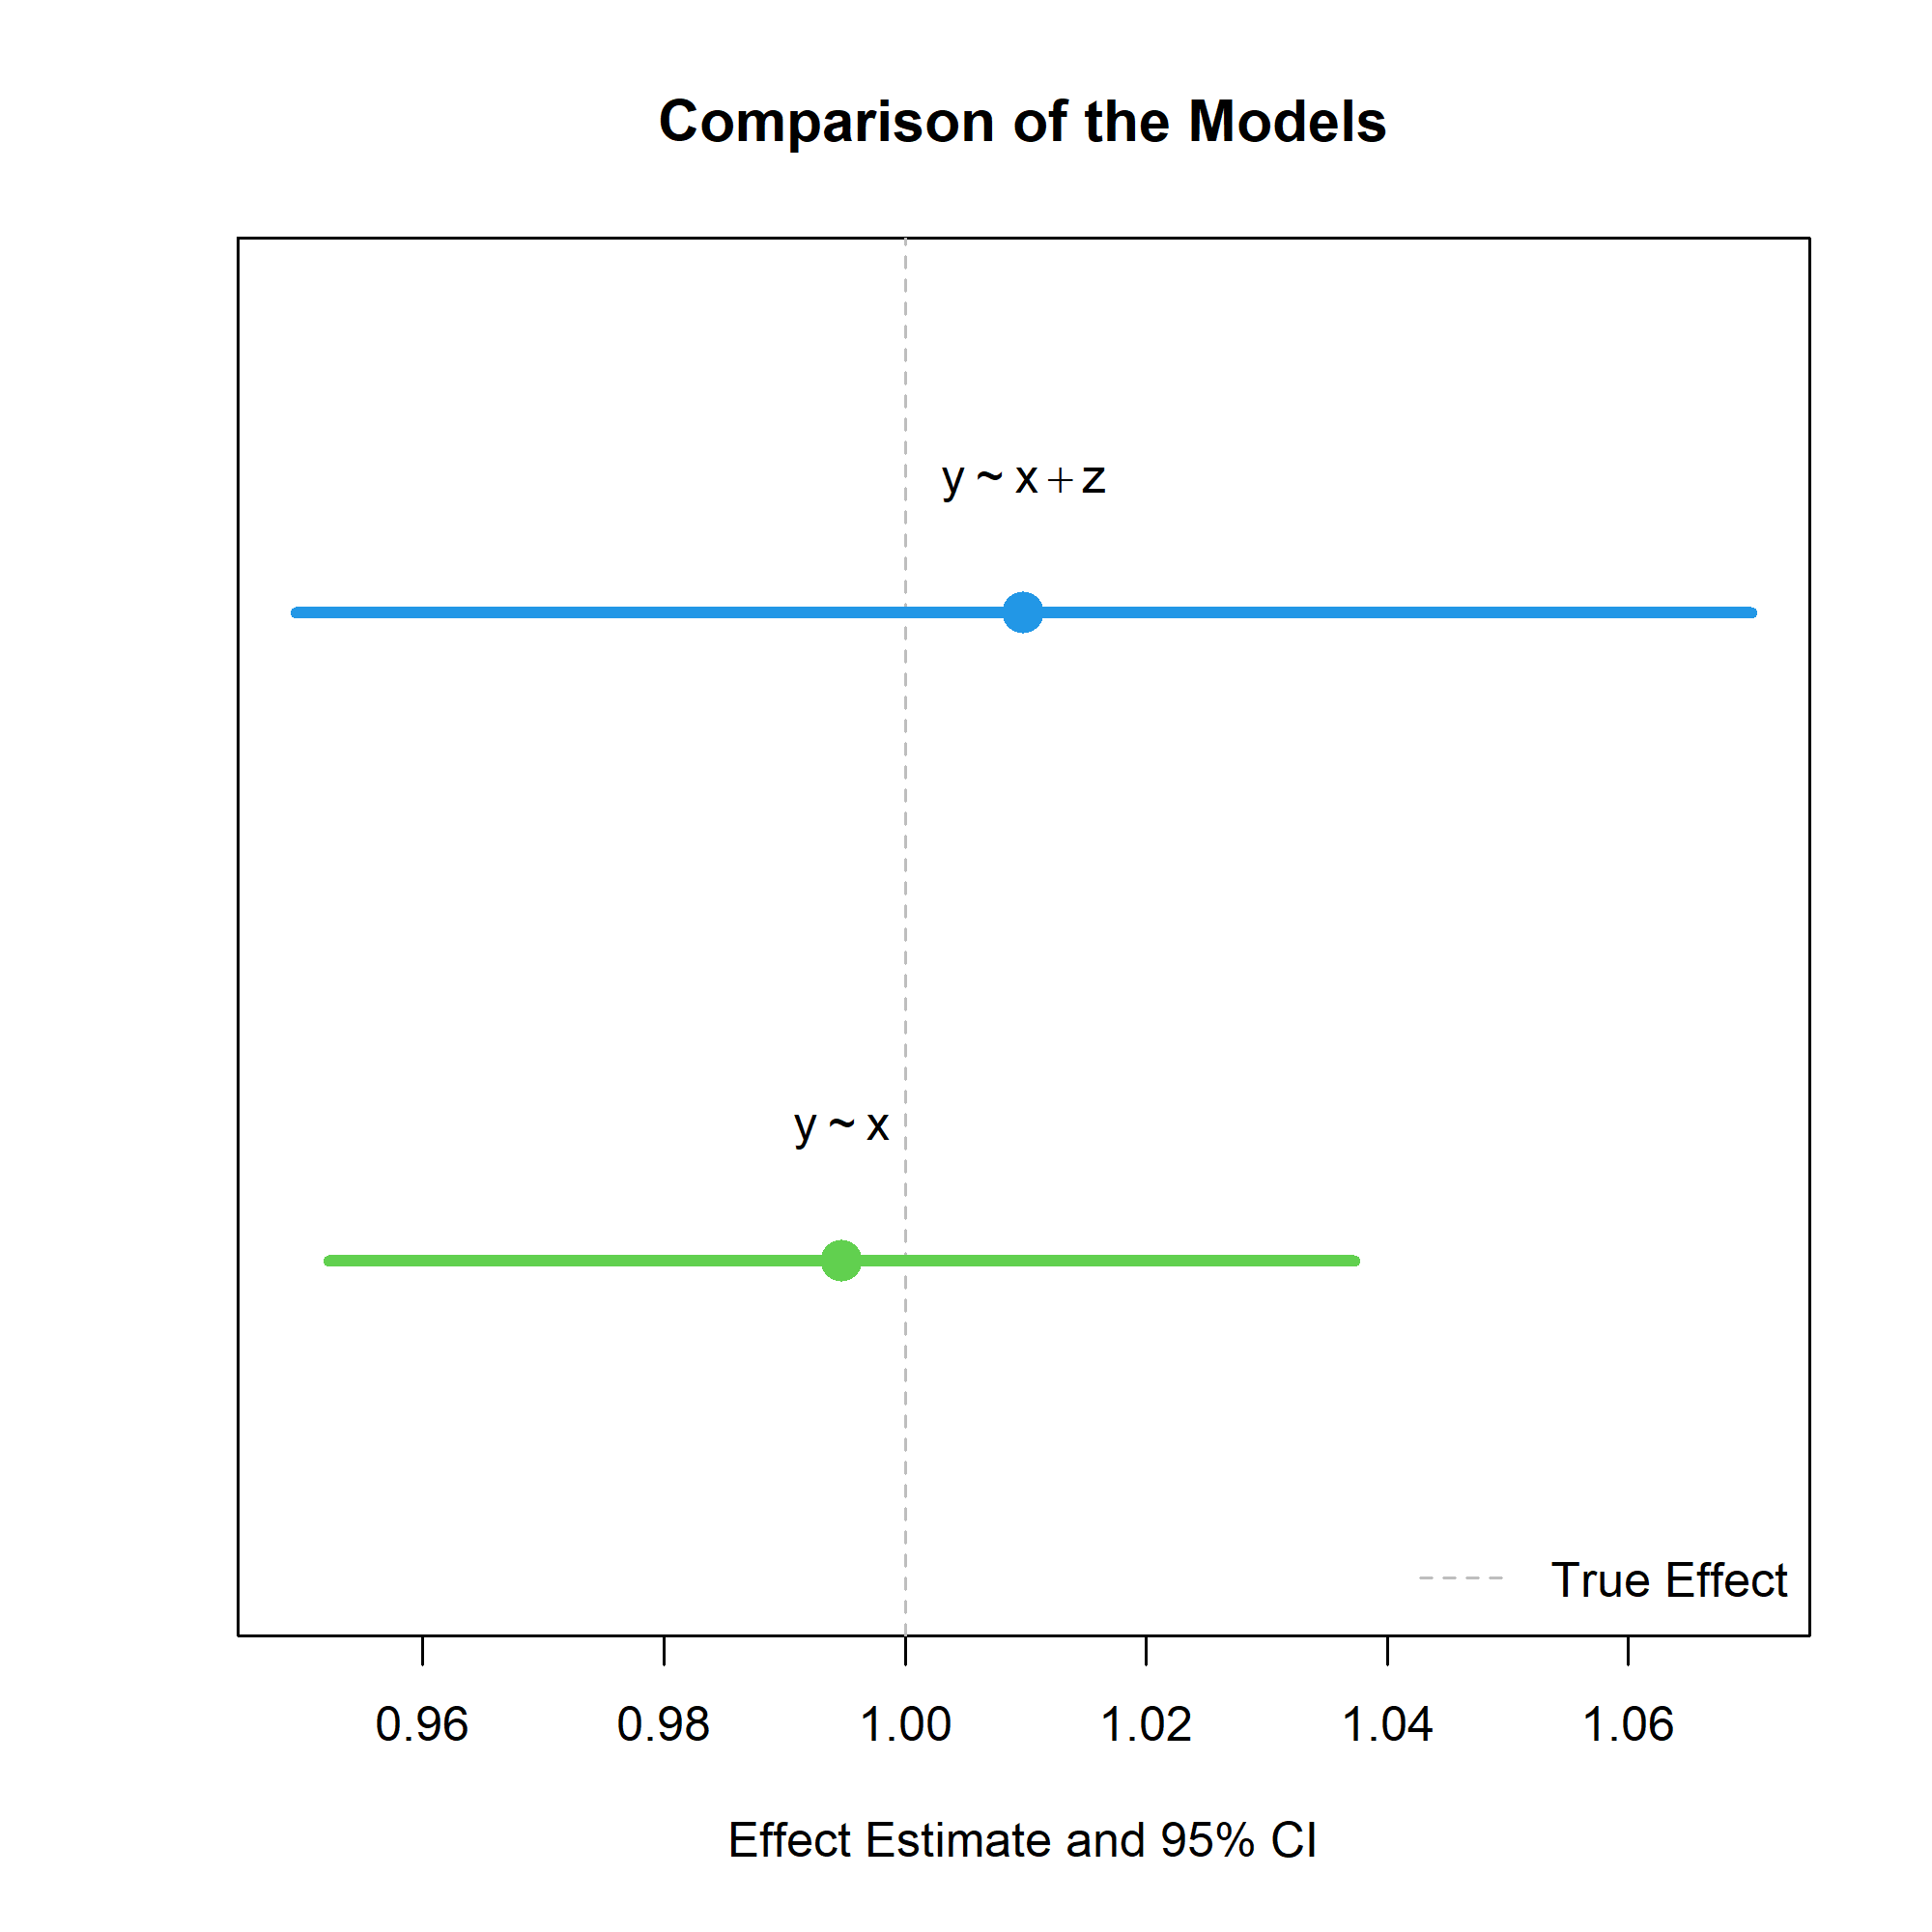 Comparison of the Models
y ~ x + z
y ~ x
True Effect
0.96 0.98 1.00 1.02 1.04 1.06
Effect Estimate and 95% CI